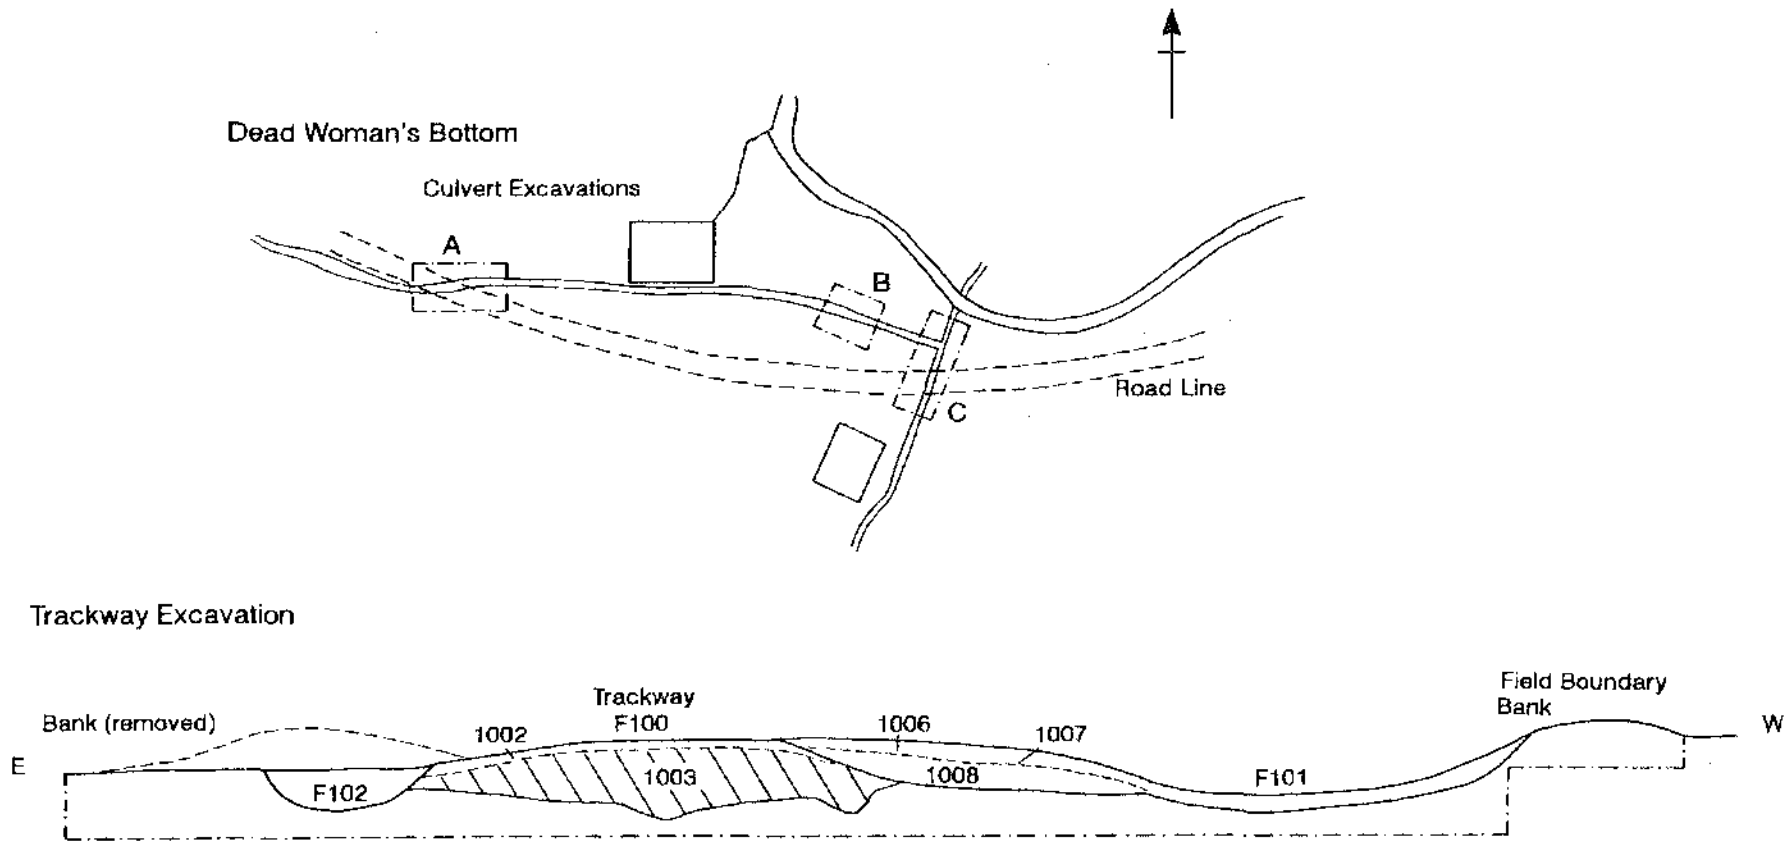 Dead Woman's Bottom
Culvert Excavations
A
B
C
Road Line
Trackway Excavation
Bank (removed)
Trackway
F100
Field Boundary
Bank
E
W
1002
1006
1007
1003
1008
F102
F101